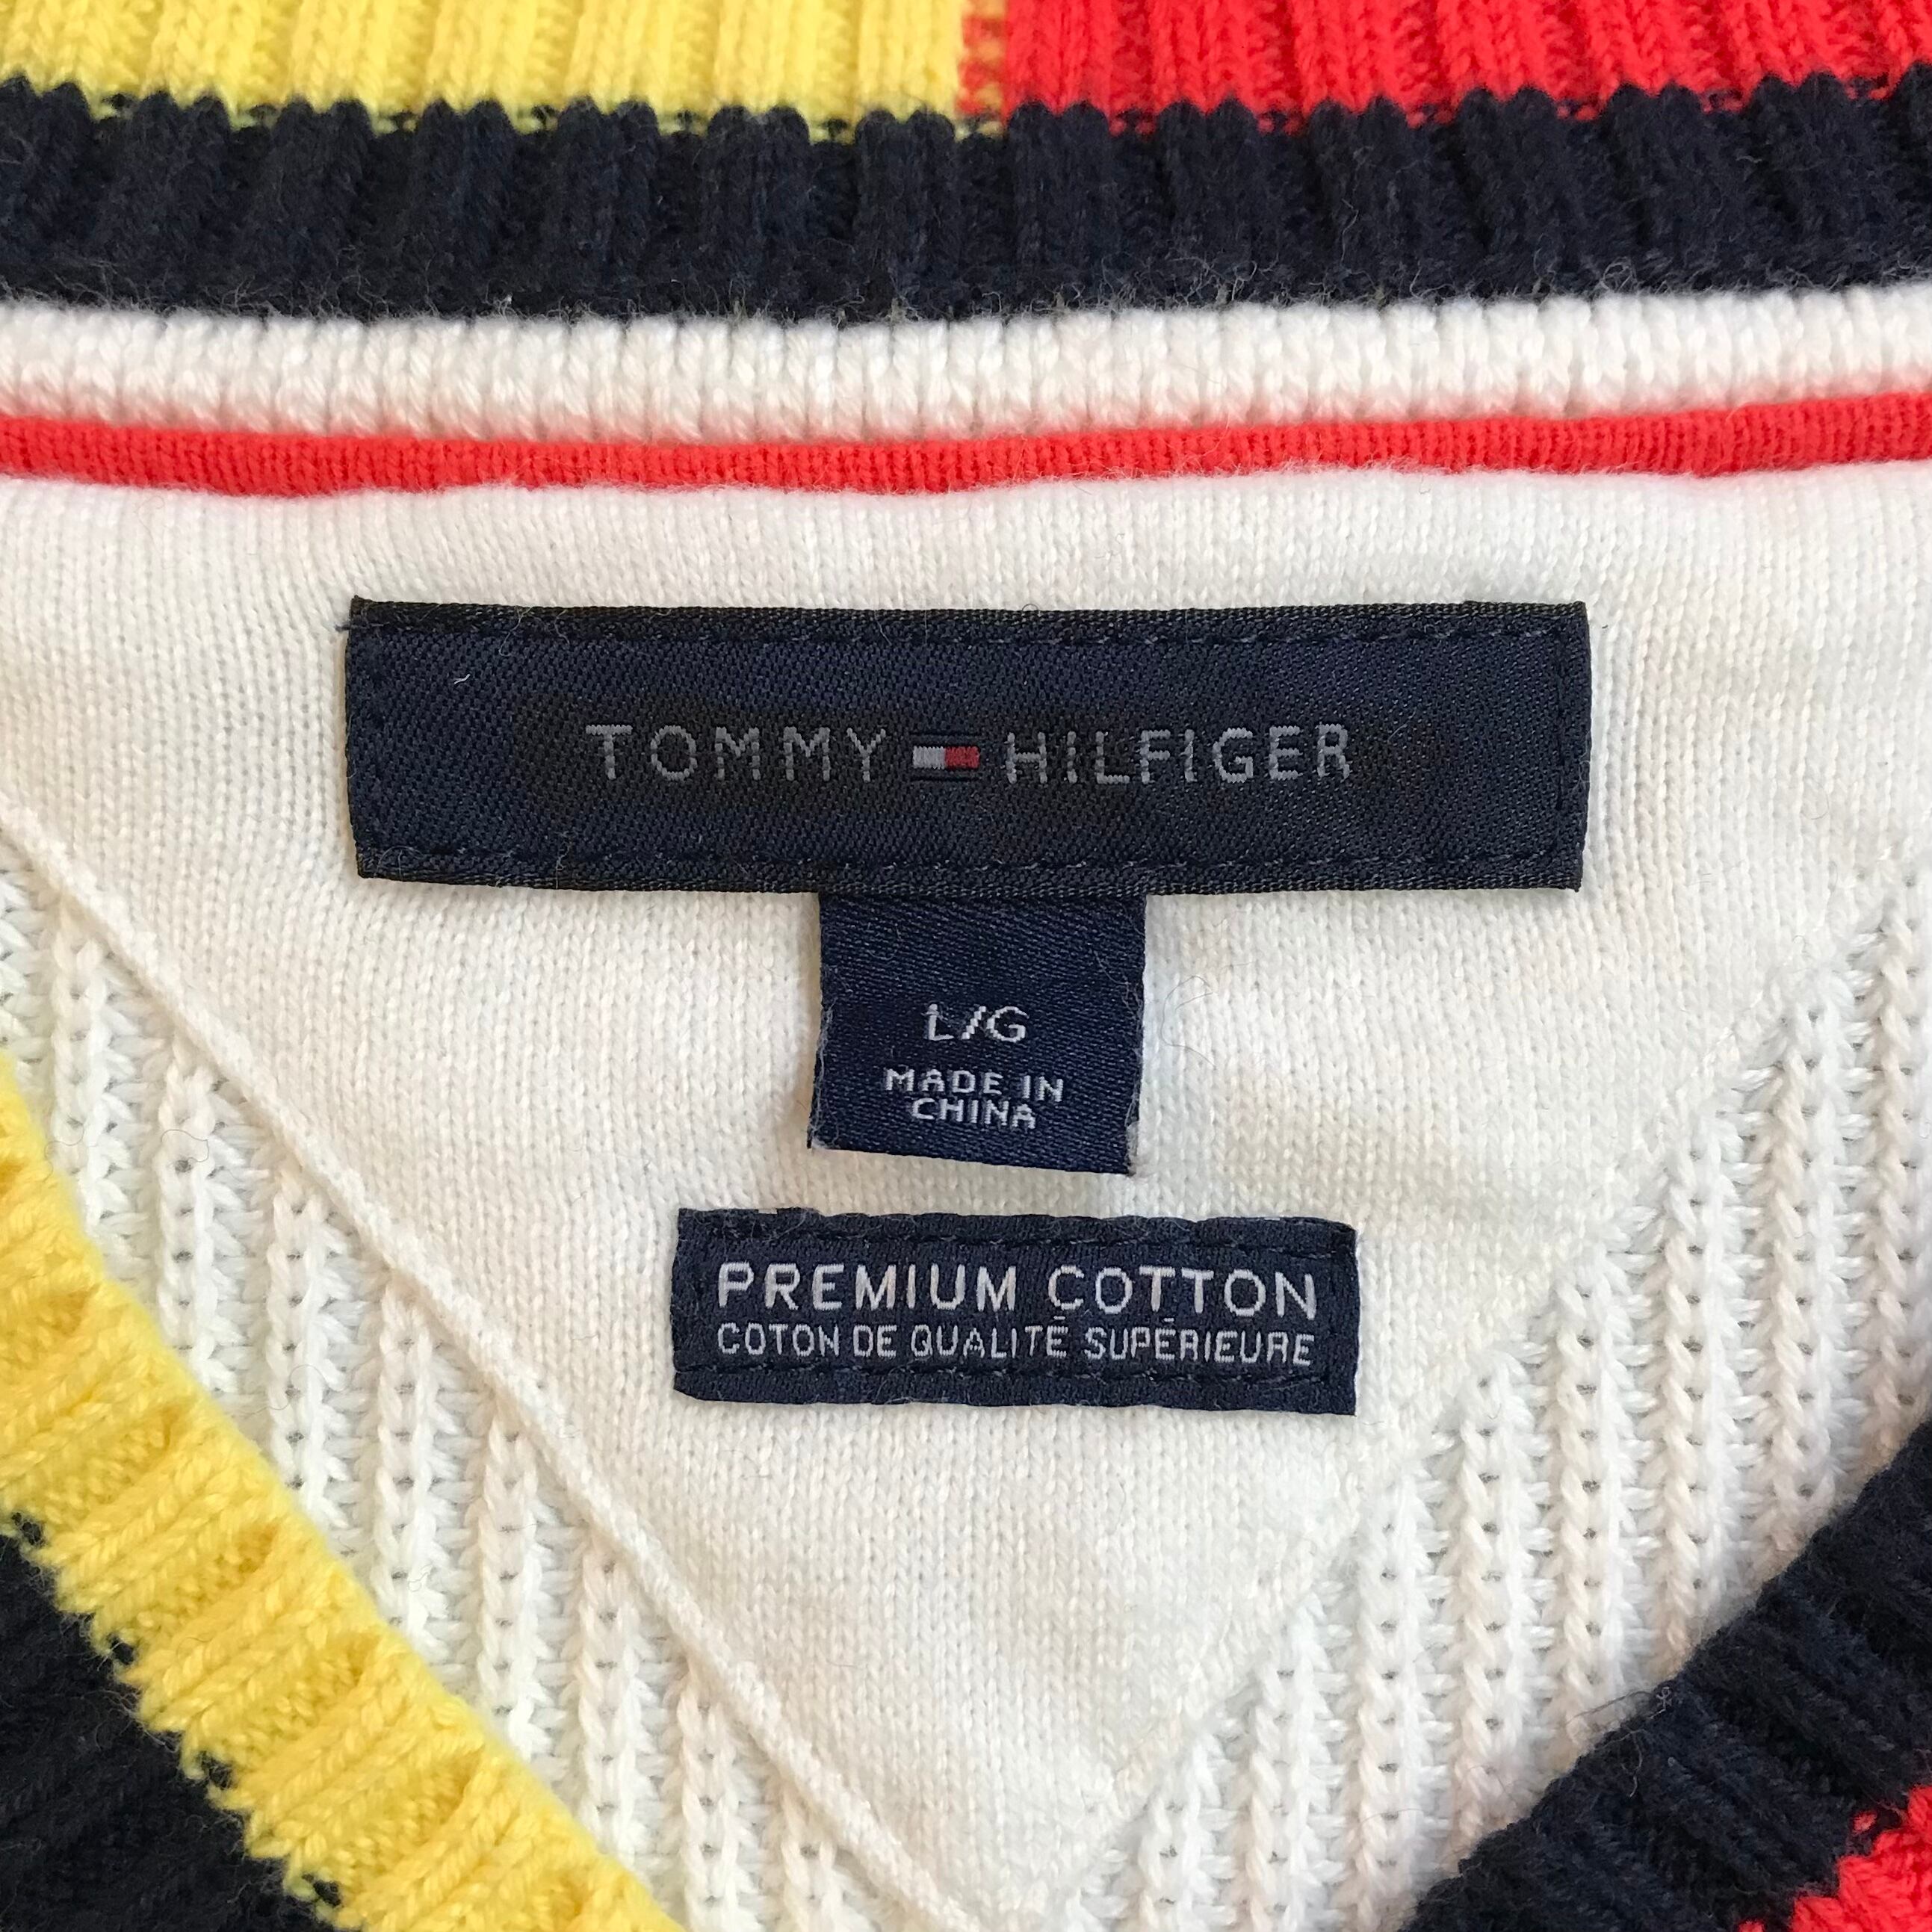 TOMMY HILFIGER
L/G
MADE IN
CHINA
PREMIUM COTTON
COTON DE QUALITÉ SUPÉRIEURE